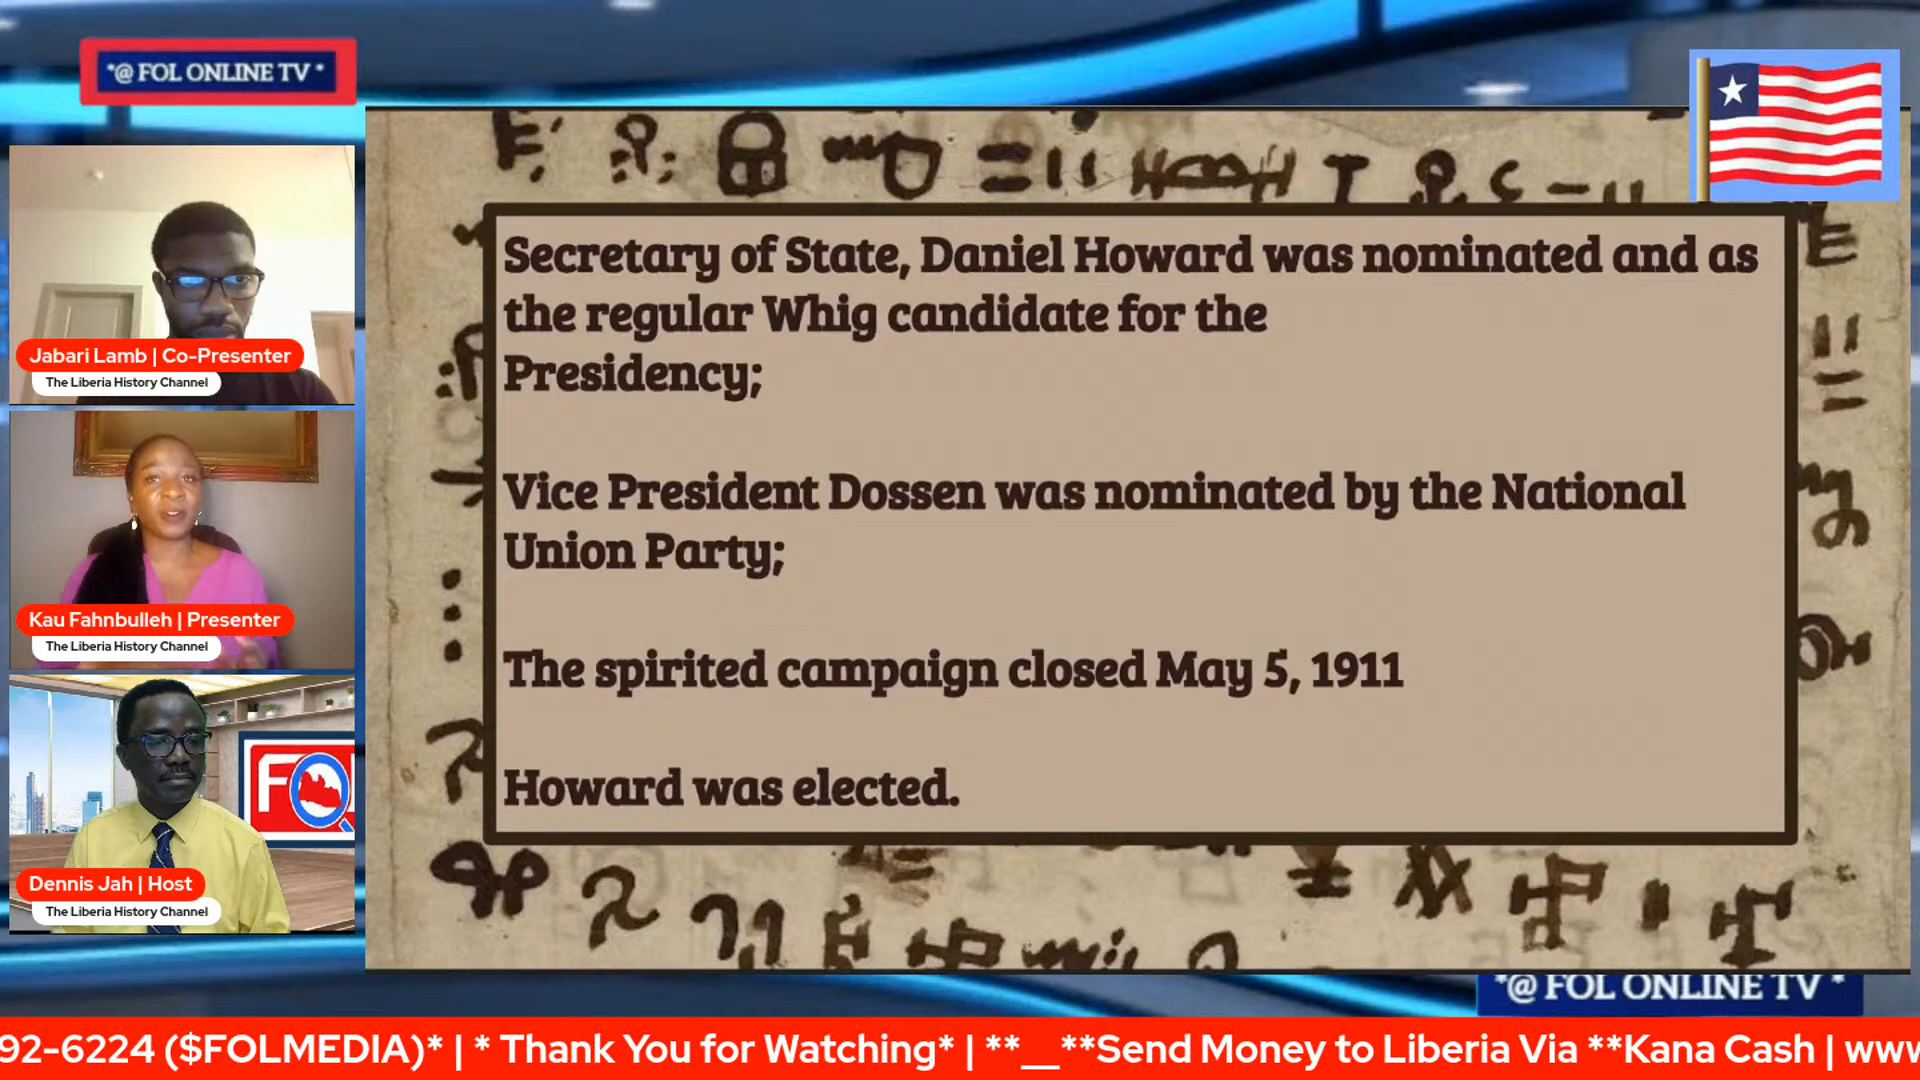 *@ FOL ONLINE TV *
Jabari Lamb | Co-Presenter
The Liberia History Channel
Kau Fahnbulleh | Presenter
The Liberia History Channel
Dennis Jah | Host
The Liberia History Channel
Secretary of State, Daniel Howard was nominated and as
the regular Whig candidate for the
Presidency;
Vice President Dossen was nominated by the National
Union Party;
The spirited campaign closed May 5, 1911
Howard was elected.
*@ FOL ONLINE TV *
92-6224 ($FOLMEDIA)* | * Thank You for Watching* | **__**Send Money to Liberia Via **Kana Cash | www